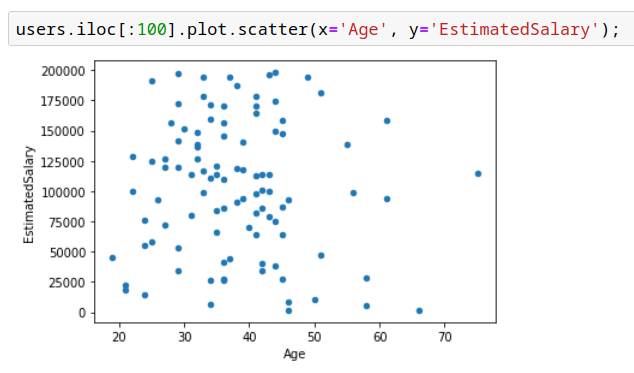 users.iloc[:100].plot.scatter(x='Age', y='EstimatedSalary');
200000
175000
150000
125000
100000
75000
50000
25000
0
EstimatedSalary
20 30 40 50 60 70
Age